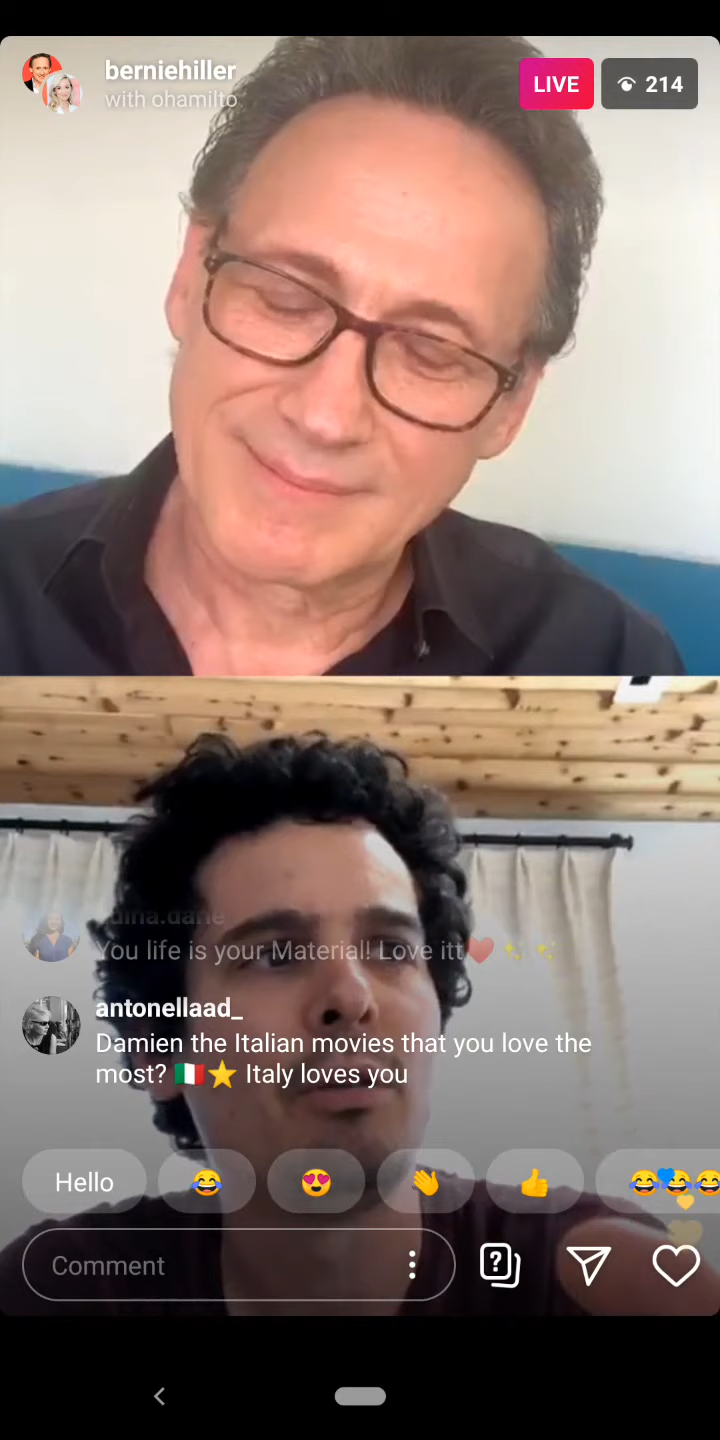 berniehiller
with ohamilto
LIVE
214
You life is your Material! Love itt❤️✨✨
antonellaad_
Damien the Italian movies that you love the
most? 🇮🇹⭐ Italy loves you
Hello
Comment